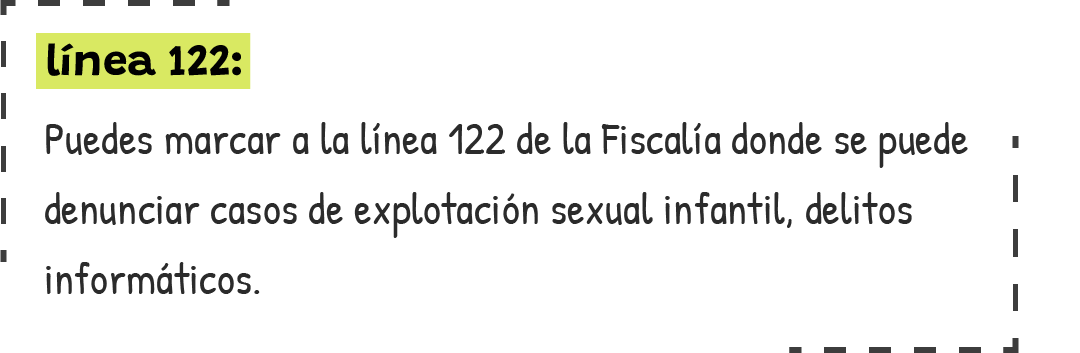 línea 122:
Puedes marcar a la línea 122 de la Fiscalía donde se puede
denunciar casos de explotación sexual infantil, delitos
informáticos.